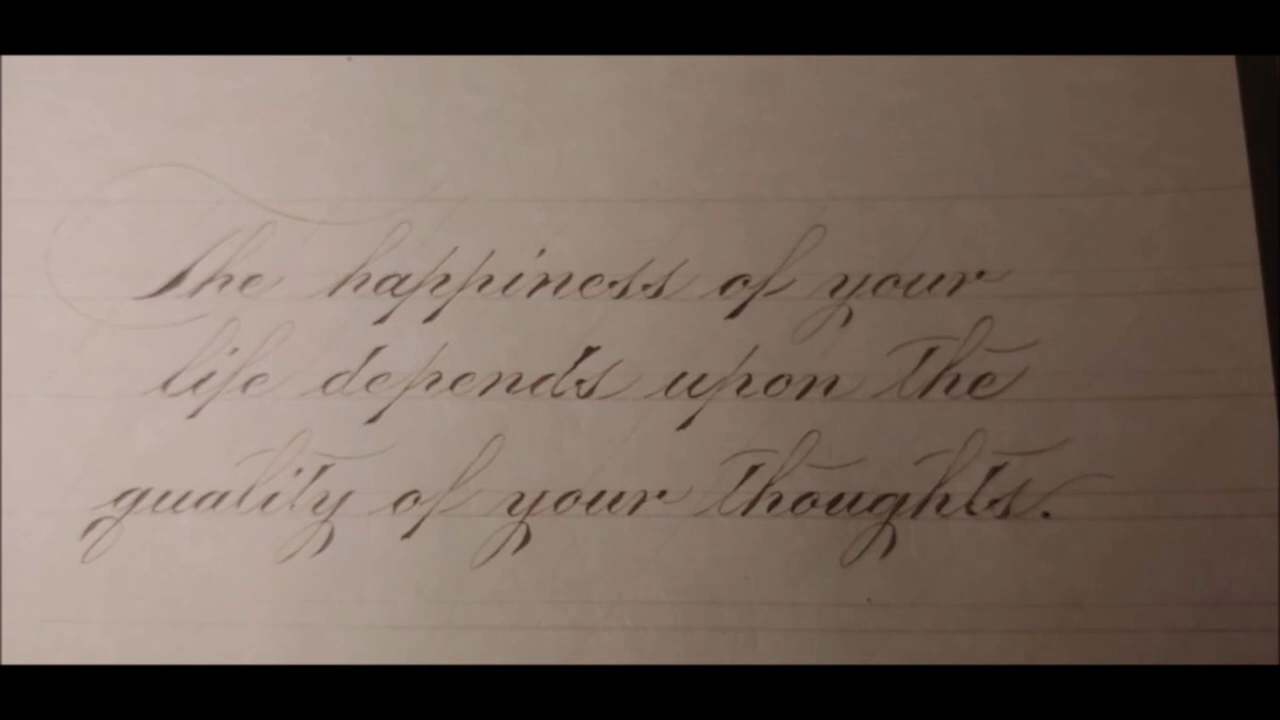 The happiness of your
life depends upon the
quality of your thoughts.